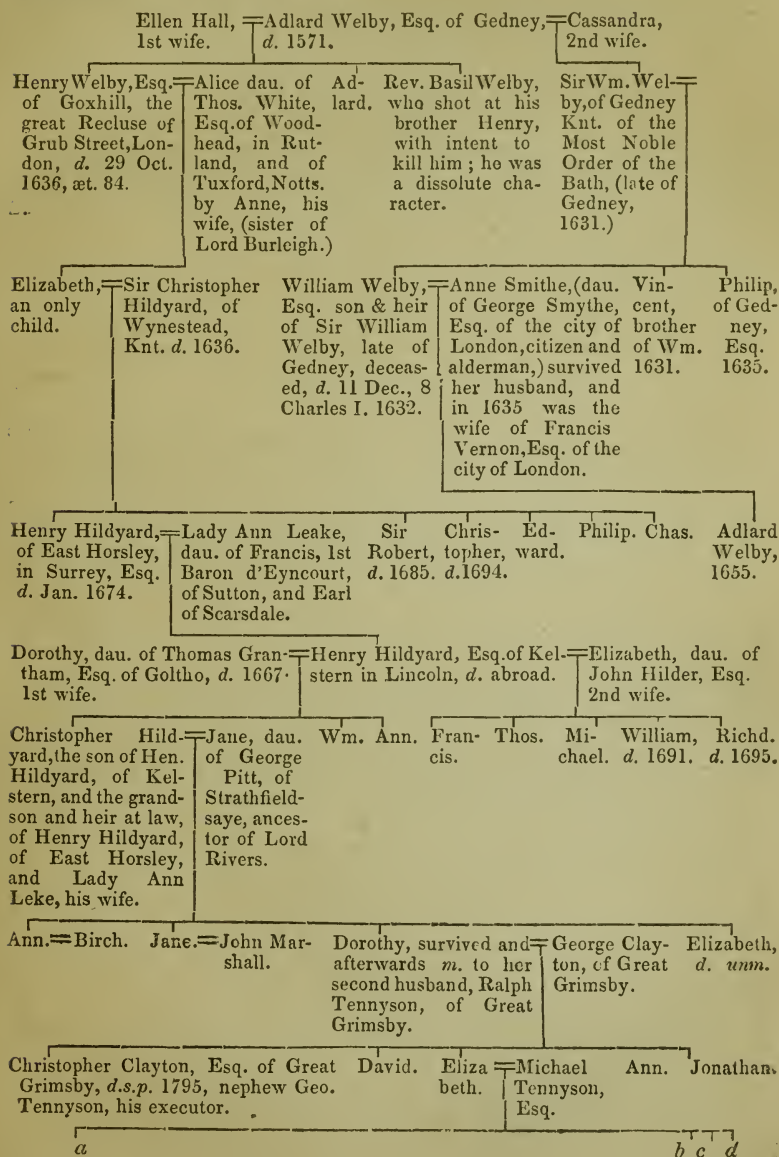 Ellen Hall, Adlard Welby, Esq. of Gedney, Cassandra,
1st wife. d. 1571. 2nd wife.
Henry Welby, Esq.
of Goxhill, the
great Recluse of
Grub Street, Lon-
don, d. 29 Oct.
1636, æt. 84.
Alice dau. of
Thos. White,
Esq. of Wood-
head, in Rut-
land, and of
Tuxford, Notts.
by Anne, his
wife, (sister of
Lord Burleigh.)
Ad-
lard.
Rev. Basil Welby,
who shot at his
brother Henry,
with intent to
kill him ; he was
a dissolute cha-
racter.
Sir Wm. Wel-
by, of Gedney
Knt. of the
Most Noble
Order of the
Bath, (late of
Gedney,
1631.)
Elizabeth,
an only
child.
Sir Christopher
Hildyard, of
Wynestead,
Knt. d. 1636.
William Welby,
Esq. son & heir
of Sir William
Welby, late of
Gedney, deceas-
ed, d. 11 Dec., 8
Charles I. 1632.
Anne Smithe, (dau.
of George Smythe,
Esq. of the city of
London, citizen and
alderman,) survived
her husband, and
in 1635 was the
wife of Francis
Vernon, Esq. of the
city of London.
Vin-
cent,
brother
of Wm.
1631.
Philip,
of Ged-
ney,
Esq.
1635.
Henry Hildyard,
of East Horsley,
in Surrey, Esq.
d. Jan. 1674.
Lady Ann Leake,
dau. of Francis, 1st
Baron d'Eyncourt,
of Sutton, and Earl
of Scarsdale.
Sir
Robert,
d. 1685.
Chris-
topher,
d. 1694.
Ed-
ward.
Philip.
Chas.
Adlard
Welby,
1655.
Dorothy, dau. of Thomas Gran-
tham, Esq. of Goltho, d. 1667.
1st wife.
Henry Hildyard, Esq. of Kel-
stern in Lincoln, d. abroad.
Elizabeth, dau. of
John Hilder, Esq.
2nd wife.
Christopher Hild-
yard, the son of Hen.
Hildyard, of Kel-
stern, and the grand-
son and heir at law,
of Henry Hildyard,
of East Horsley,
and Lady Ann
Leke, his wife.
Jane, dau.
of George
Pitt, of
Strathfield-
saye, ances-
tor of Lord
Rivers.
Wm.
Ann.
Fran-
cis.
Thos.
Mi-
chael.
William,
d. 1691.
Richd.
d. 1695.
Ann. Birch.
Jane. John Mar-
shall.
Dorothy, survived and
afterwards m. to her
second husband, Ralph
Tennyson, of Great
Grimsby.
George Clay-
ton, of Great
Grimsby.
Elizabeth,
d. unm.
Christopher Clayton, Esq. of Great
Grimsby, d.s.p. 1795, nephew Geo.
Tennyson, his executor.
David.
Eliza
beth.
Michael
Tennyson,
Esq.
Ann.
Jonathan.
a b c d